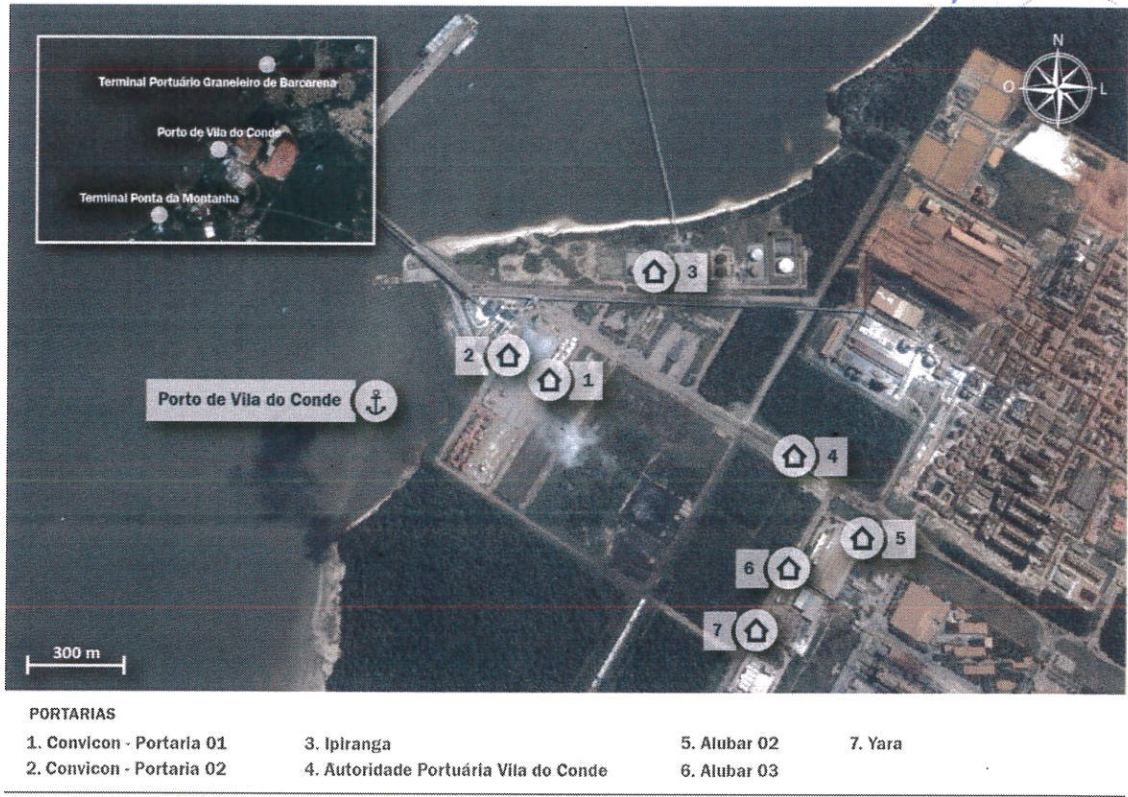 Terminal Portuário Graneleiro de Barcarena
Porto de Vila do Conde
Terminal Ponta da Montanha
N
O
L
3
2
1
Porto de Vila do Conde
4
5
6
7
300 m
PORTARIAS
1. Convicon - Portaria 01
2. Convicon - Portaria 02
3. Ipiranga
4. Autoridade Portuária Vila do Conde
5. Alubar 02
6. Alubar 03
7. Yara